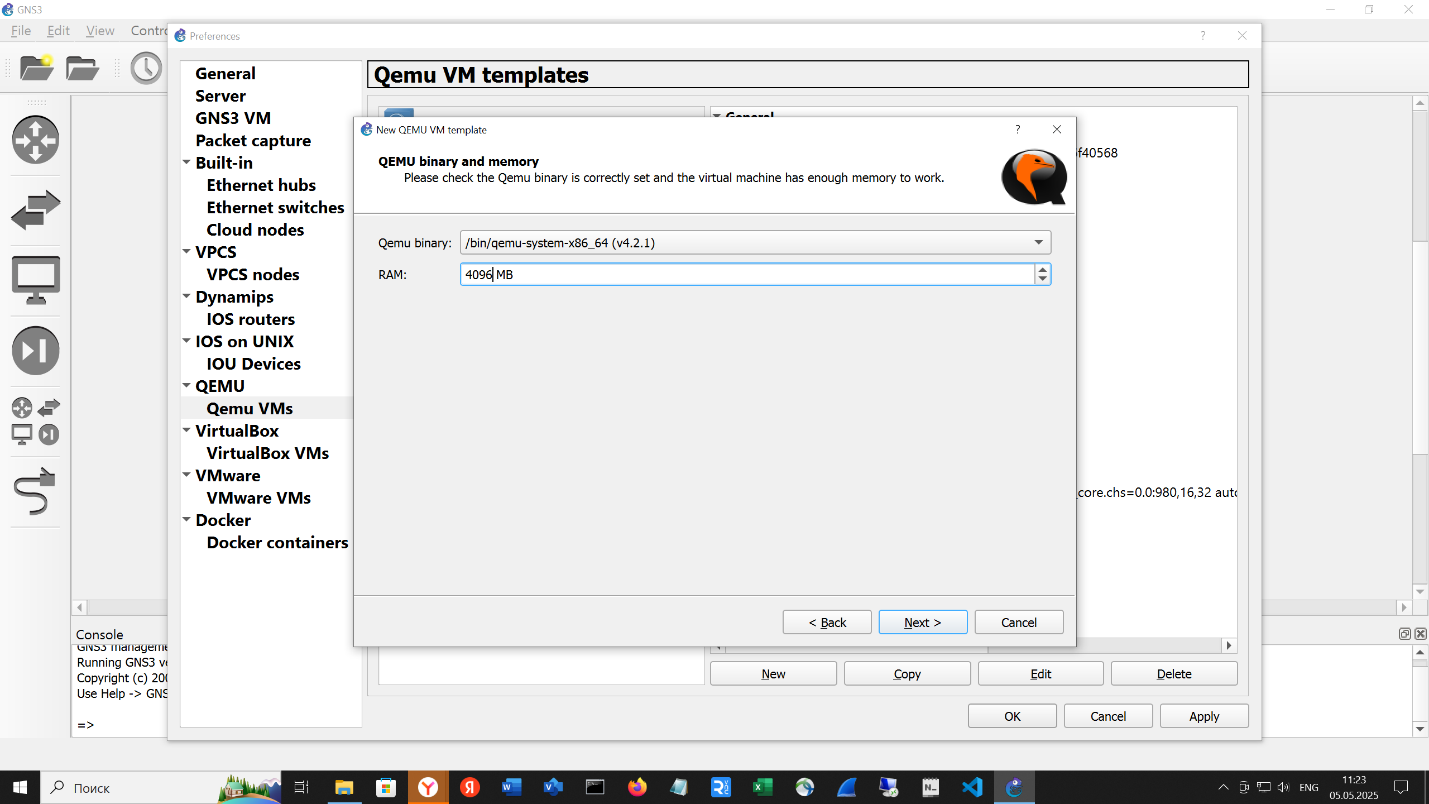 GNS3
File Edit View Contro
Preferences
General
Server
GNS3 VM
Packet capture
Built-in
Ethernet hubs
Ethernet switches
Cloud nodes
VPCS
VPCS nodes
Dynamips
IOS routers
IOS on UNIX
IOU Devices
QEMU
Qemu VMs
VirtualBox
VirtualBox VMs
VMware
VMware VMs
Docker
Docker containers
Qemu VM templates
General
f40568
_core.chs=0.0:980,16,32 auto
New QEMU VM template
QEMU binary and memory
Please check the Qemu binary is correctly set and the virtual machine has enough memory to work.
Qemu binary: /bin/qemu-system-x86_64 (v4.2.1)
RAM: 4096 MB
< Back Next > Cancel
New Copy Edit Delete
OK Cancel Apply
Console
GNS3 manageme
Running GNS3 ve
Copyright (c) 200
Use Help -> GNS
=>
Поиск
ENG
11:23
05.05.2025